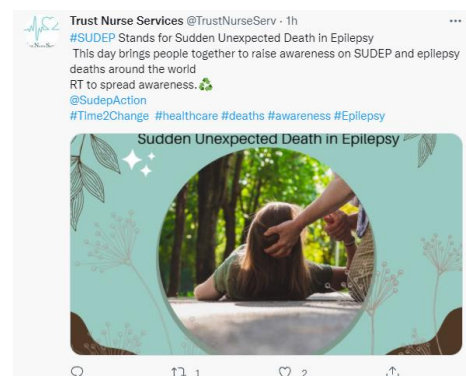 Trust Nurse Services @TrustNurseServ · 1h
#SUDEP Stands for Sudden Unexpected Death in Epilepsy
This day brings people together to raise awareness on SUDEP and epilepsy
deaths around the world
RT to spread awareness.
@SudepAction
#Time2Change #healthcare #deaths #awareness #Epilepsy
Sudden Unexpected Death in Epilepsy
1 2